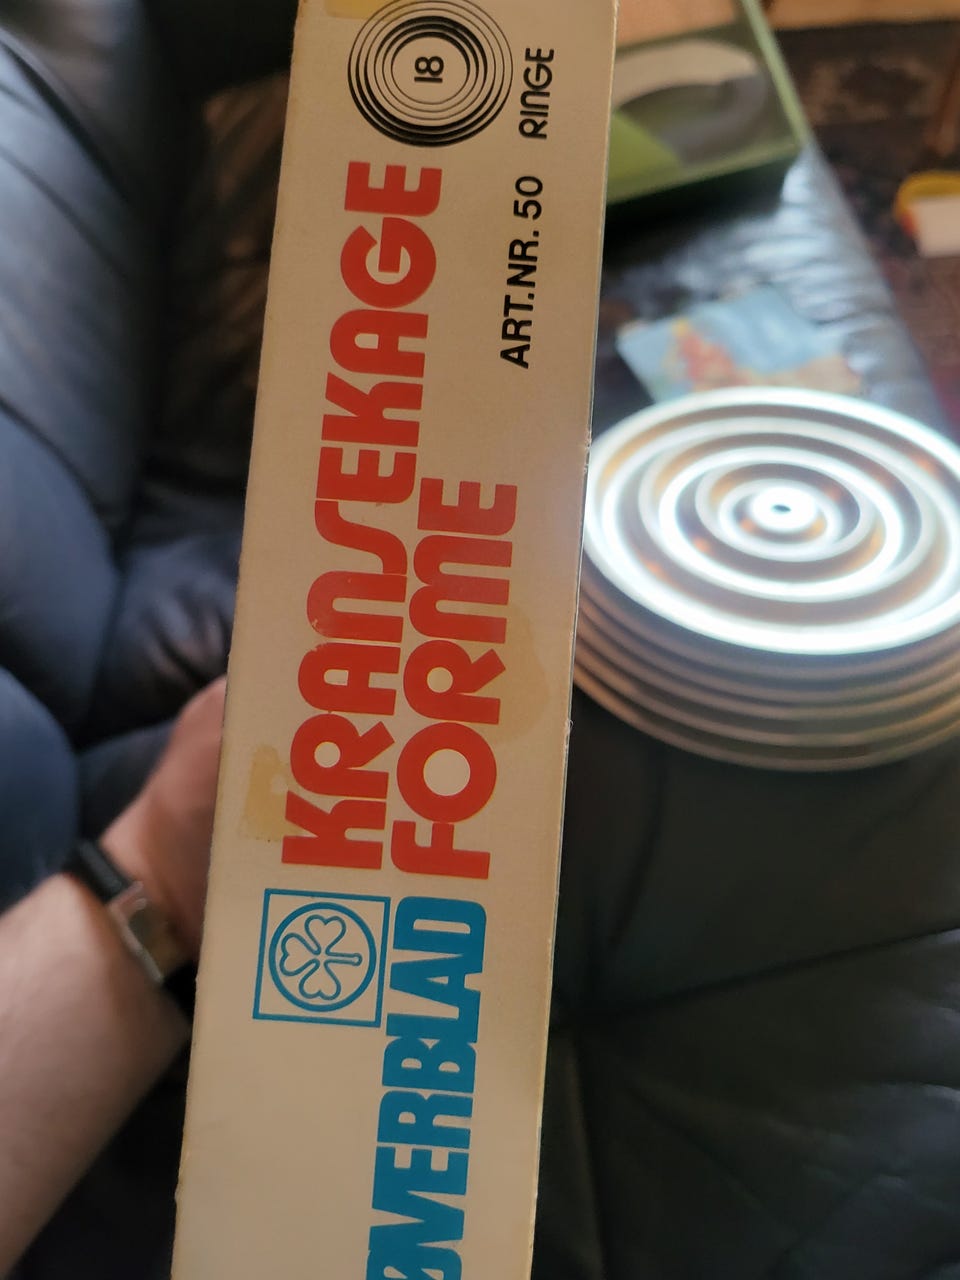 KRANSEKAGE 18
ØVERBLAD FORME
ART.NR. 50 RINGE